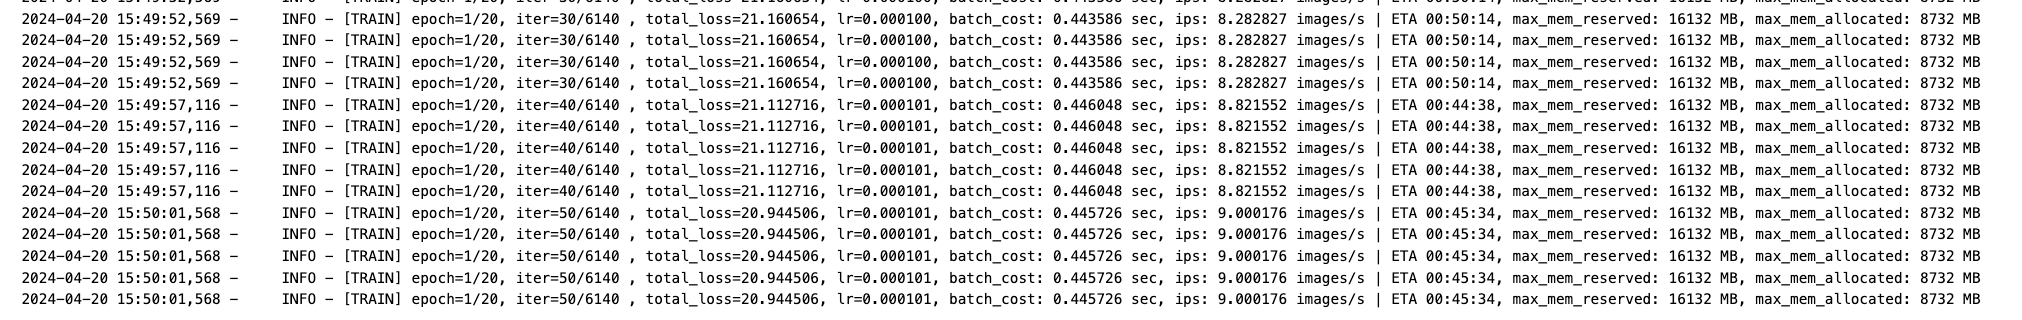 2024-04-20 15:49:52,569 -     INFO - [TRAIN] epoch=1/20, iter=30/6140 , total_loss=21.160654, lr=0.000100, batch_cost: 0.443586 sec, ips: 8.282827 images/s | ETA 00:50:14, max_mem_reserved: 16132 MB, max_mem_allocated: 8732 MB
2024-04-20 15:49:52,569 -     INFO - [TRAIN] epoch=1/20, iter=30/6140 , total_loss=21.160654, lr=0.000100, batch_cost: 0.443586 sec, ips: 8.282827 images/s | ETA 00:50:14, max_mem_reserved: 16132 MB, max_mem_allocated: 8732 MB
2024-04-20 15:49:52,569 -     INFO - [TRAIN] epoch=1/20, iter=30/6140 , total_loss=21.160654, lr=0.000100, batch_cost: 0.443586 sec, ips: 8.282827 images/s | ETA 00:50:14, max_mem_reserved: 16132 MB, max_mem_allocated: 8732 MB
2024-04-20 15:49:52,569 -     INFO - [TRAIN] epoch=1/20, iter=30/6140 , total_loss=21.160654, lr=0.000100, batch_cost: 0.443586 sec, ips: 8.282827 images/s | ETA 00:50:14, max_mem_reserved: 16132 MB, max_mem_allocated: 8732 MB
2024-04-20 15:49:57,116 -     INFO - [TRAIN] epoch=1/20, iter=40/6140 , total_loss=21.112716, lr=0.000101, batch_cost: 0.446048 sec, ips: 8.821552 images/s | ETA 00:44:38, max_mem_reserved: 16132 MB, max_mem_allocated: 8732 MB
2024-04-20 15:49:57,116 -     INFO - [TRAIN] epoch=1/20, iter=40/6140 , total_loss=21.112716, lr=0.000101, batch_cost: 0.446048 sec, ips: 8.821552 images/s | ETA 00:44:38, max_mem_reserved: 16132 MB, max_mem_allocated: 8732 MB
2024-04-20 15:49:57,116 -     INFO - [TRAIN] epoch=1/20, iter=40/6140 , total_loss=21.112716, lr=0.000101, batch_cost: 0.446048 sec, ips: 8.821552 images/s | ETA 00:44:38, max_mem_reserved: 16132 MB, max_mem_allocated: 8732 MB
2024-04-20 15:49:57,116 -     INFO - [TRAIN] epoch=1/20, iter=40/6140 , total_loss=21.112716, lr=0.000101, batch_cost: 0.446048 sec, ips: 8.821552 images/s | ETA 00:44:38, max_mem_reserved: 16132 MB, max_mem_allocated: 8732 MB
2024-04-20 15:49:57,116 -     INFO - [TRAIN] epoch=1/20, iter=40/6140 , total_loss=21.112716, lr=0.000101, batch_cost: 0.446048 sec, ips: 8.821552 images/s | ETA 00:44:38, max_mem_reserved: 16132 MB, max_mem_allocated: 8732 MB
2024-04-20 15:50:01,568 -     INFO - [TRAIN] epoch=1/20, iter=50/6140 , total_loss=20.944506, lr=0.000101, batch_cost: 0.445726 sec, ips: 9.000176 images/s | ETA 00:45:34, max_mem_reserved: 16132 MB, max_mem_allocated: 8732 MB
2024-04-20 15:50:01,568 -     INFO - [TRAIN] epoch=1/20, iter=50/6140 , total_loss=20.944506, lr=0.000101, batch_cost: 0.445726 sec, ips: 9.000176 images/s | ETA 00:45:34, max_mem_reserved: 16132 MB, max_mem_allocated: 8732 MB
2024-04-20 15:50:01,568 -     INFO - [TRAIN] epoch=1/20, iter=50/6140 , total_loss=20.944506, lr=0.000101, batch_cost: 0.445726 sec, ips: 9.000176 images/s | ETA 00:45:34, max_mem_reserved: 16132 MB, max_mem_allocated: 8732 MB
2024-04-20 15:50:01,568 -     INFO - [TRAIN] epoch=1/20, iter=50/6140 , total_loss=20.944506, lr=0.000101, batch_cost: 0.445726 sec, ips: 9.000176 images/s | ETA 00:45:34, max_mem_reserved: 16132 MB, max_mem_allocated: 8732 MB
2024-04-20 15:50:01,568 -     INFO - [TRAIN] epoch=1/20, iter=50/6140 , total_loss=20.944506, lr=0.000101, batch_cost: 0.445726 sec, ips: 9.000176 images/s | ETA 00:45:34, max_mem_reserved: 16132 MB, max_mem_allocated: 8732 MB